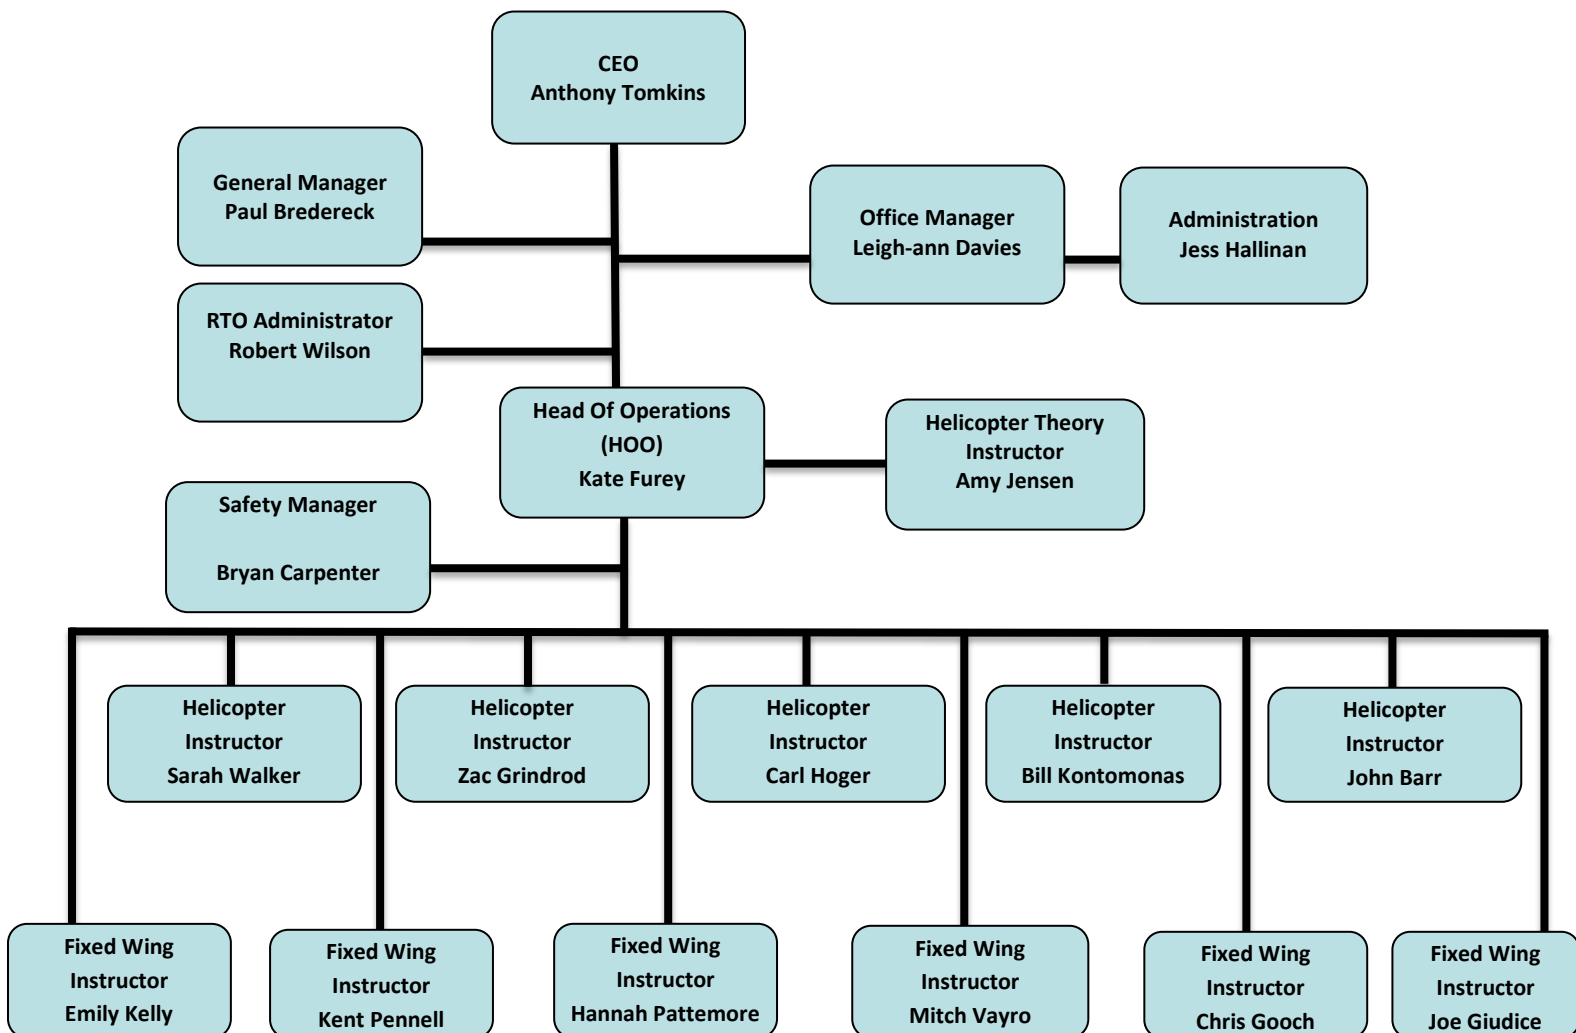 CEO
Anthony Tomkins
General Manager
Paul Bredereck
Office Manager
Leigh-ann Davies
Administration
Jess Hallinan
RTO Administrator
Robert Wilson
Head Of Operations
(HOO)
Kate Furey
Helicopter Theory
Instructor
Amy Jensen
Safety Manager
Bryan Carpenter
Helicopter
Instructor
Sarah Walker
Helicopter
Instructor
Zac Grindrod
Helicopter
Instructor
Carl Hoger
Helicopter
Instructor
Bill Kontomonas
Helicopter
Instructor
John Barr
Fixed Wing
Instructor
Emily Kelly
Fixed Wing
Instructor
Kent Pennell
Fixed Wing
Instructor
Hannah Pattemore
Fixed Wing
Instructor
Mitch Vayro
Fixed Wing
Instructor
Chris Gooch
Fixed Wing
Instructor
Joe Giudice